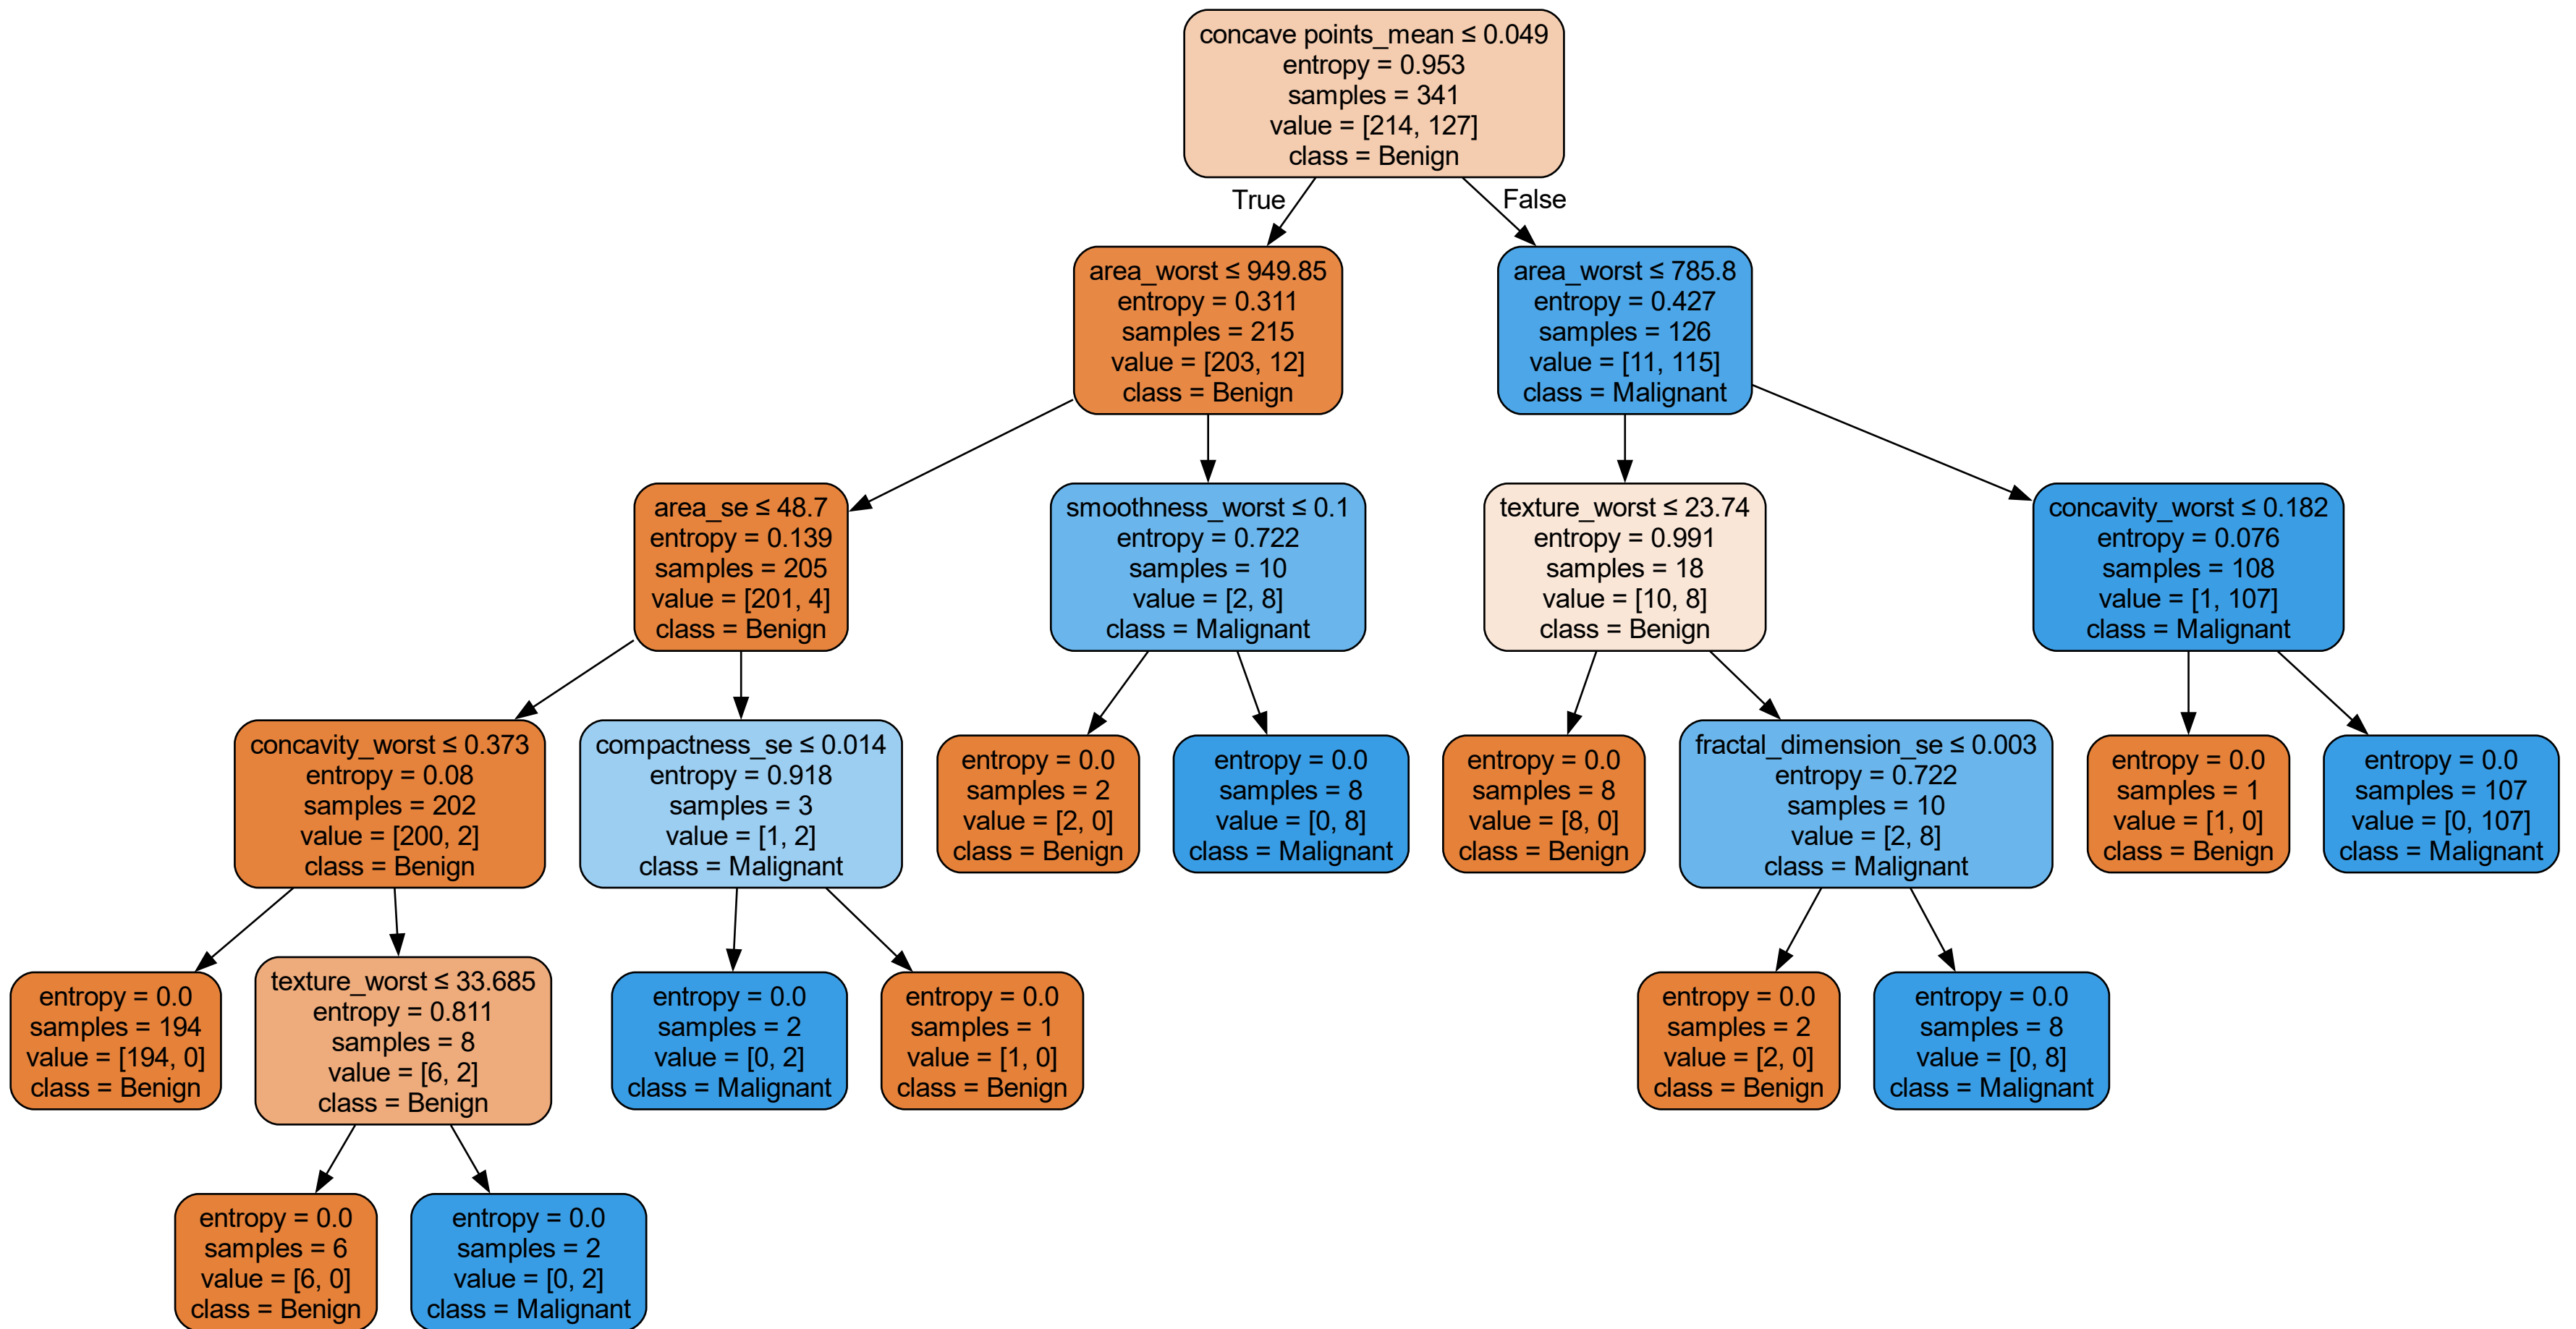 concave points_mean ≤ 0.049
entropy = 0.953
samples = 341
value = [214, 127]
class = Benign
True
False
area_worst ≤ 949.85
entropy = 0.311
samples = 215
value = [203, 12]
class = Benign
area_worst ≤ 785.8
entropy = 0.427
samples = 126
value = [11, 115]
class = Malignant
area_se ≤ 48.7
entropy = 0.139
samples = 205
value = [201, 4]
class = Benign
smoothness_worst ≤ 0.1
entropy = 0.722
samples = 10
value = [2, 8]
class = Malignant
texture_worst ≤ 23.74
entropy = 0.991
samples = 18
value = [10, 8]
class = Benign
concavity_worst ≤ 0.182
entropy = 0.076
samples = 108
value = [1, 107]
class = Malignant
concavity_worst ≤ 0.373
entropy = 0.08
samples = 202
value = [200, 2]
class = Benign
compactness_se ≤ 0.014
entropy = 0.918
samples = 3
value = [1, 2]
class = Malignant
entropy = 0.0
samples = 2
value = [2, 0]
class = Benign
entropy = 0.0
samples = 8
value = [0, 8]
class = Malignant
entropy = 0.0
samples = 8
value = [8, 0]
class = Benign
fractal_dimension_se ≤ 0.003
entropy = 0.722
samples = 10
value = [2, 8]
class = Malignant
entropy = 0.0
samples = 1
value = [1, 0]
class = Benign
entropy = 0.0
samples = 107
value = [0, 107]
class = Malignant
entropy = 0.0
samples = 194
value = [194, 0]
class = Benign
texture_worst ≤ 33.685
entropy = 0.811
samples = 8
value = [6, 2]
class = Benign
entropy = 0.0
samples = 2
value = [0, 2]
class = Malignant
entropy = 0.0
samples = 1
value = [1, 0]
class = Benign
entropy = 0.0
samples = 2
value = [2, 0]
class = Benign
entropy = 0.0
samples = 8
value = [0, 8]
class = Malignant
entropy = 0.0
samples = 6
value = [6, 0]
class = Benign
entropy = 0.0
samples = 2
value = [0, 2]
class = Malignant